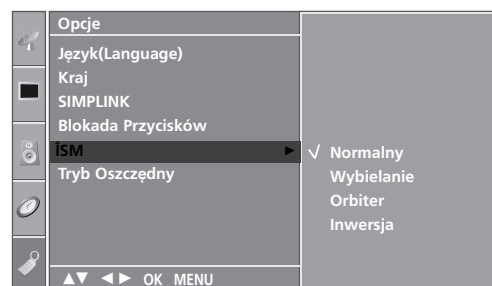 Opcje
Język(Language)
Kraj
SIMPLINK
Blokada Przycisków
ISM
Tryb Oszczędny
Normalny
Wybielanie
Orbiter
Inwersja
OK MENU